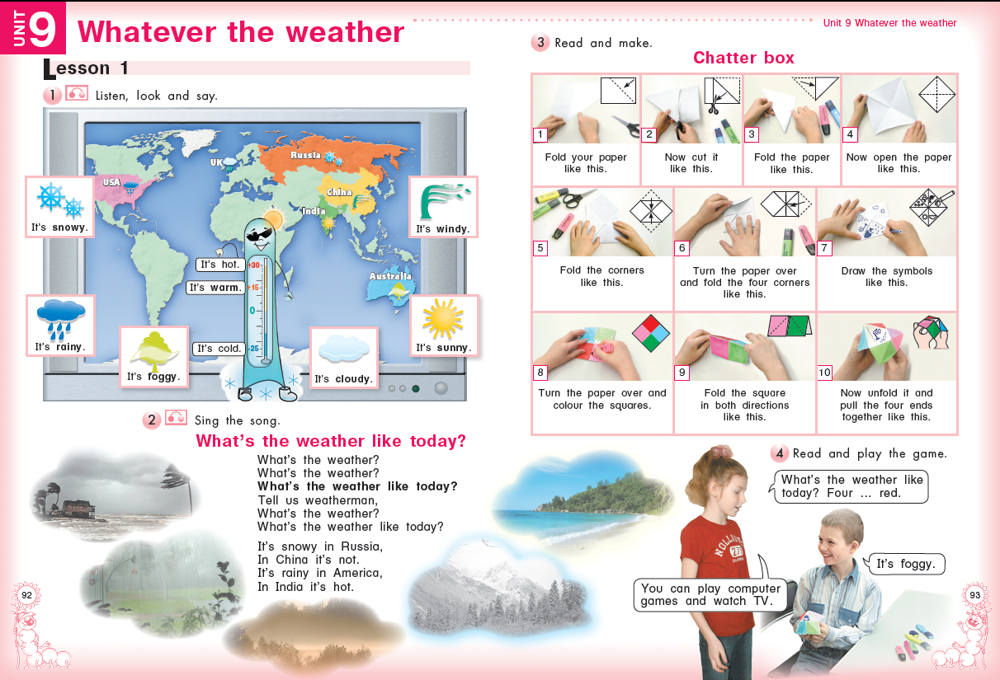 UNIT 9
Whatever the weather
Lesson 1
1 Listen, look and say.
USA
UK
Russia
China
India
Australia
It's snowy.
It's windy.
It's hot.
+30
It's warm.
+15
0
It's rainy.
It's foggy.
It's cold.
-25
It's cloudy.
It's sunny.
2 Sing the song.
What's the weather like today?
What's the weather?
What's the weather?
What's the weather like today?
Tell us weatherman,
What's the weather?
What's the weather like today?
It's snowy in Russia,
In China it's not.
It's rainy in America,
In India it's hot.
92
Unit 9 Whatever the weather
3 Read and make.
Chatter box
1
Fold your paper
like this.
2
Now cut it
like this.
3
Fold the paper
like this.
4
Now open the paper
like this.
5
Fold the corners
like this.
6
Turn the paper over
and fold the four corners
like this.
7
Draw the symbols
like this.
8
Turn the paper over and
colour the squares.
9
Fold the square
in both directions
like this.
10
Now unfold it and
pull the four ends
together like this.
4 Read and play the game.
What's the weather like
today? Four ... red.
It's foggy.
You can play computer
games and watch TV.
93